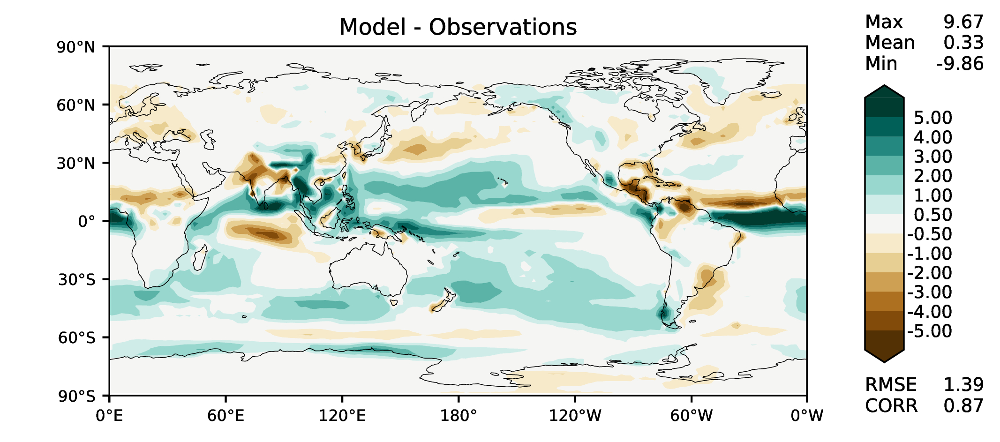 Model - Observations
Max 9.67
Mean 0.33
Min -9.86
90°N
60°N
30°N
0°
30°S
60°S
90°S
0°E 60°E 120°E 180° 120°W 60°W 0°W
5.00
4.00
3.00
2.00
1.00
0.50
-0.50
-1.00
-2.00
-3.00
-4.00
-5.00
RMSE 1.39
CORR 0.87